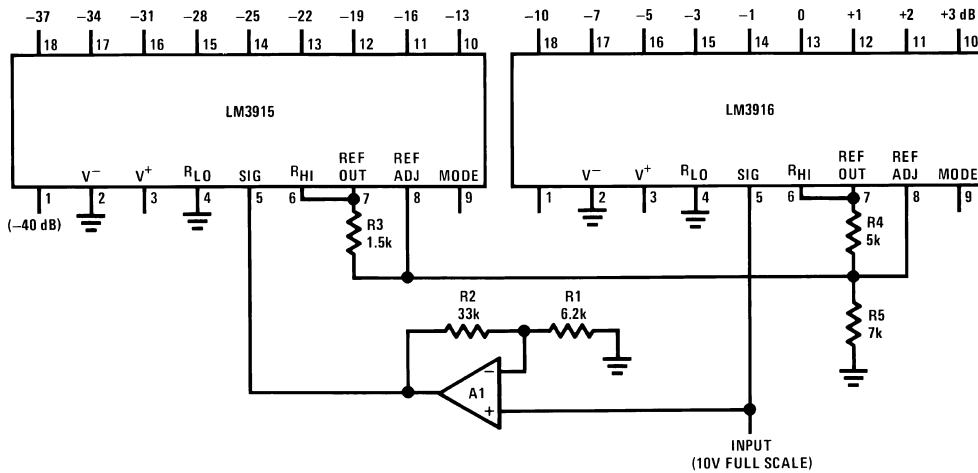 −37 −34 −31 −28 −25 −22 −19 −16 −13 −10 −7 −5 −3 −1 0 +1 +2 +3 dB
18 17 16 15 14 13 12 11 10 18 17 16 15 14 13 12 11 10
LM3915 LM3916
V− V+ RLO SIG RHI REF OUT REF ADJ MODE
V− V+ RLO SIG RHI REF OUT REF ADJ MODE
1 2 3 4 5 6 7 8 9 1 2 3 4 5 6 7 8 9
(−40 dB)
R3
1.5k
R4
5k
R2
33k
R1
6.2k
R5
7k
−
A1
+
INPUT
(10V FULL SCALE)